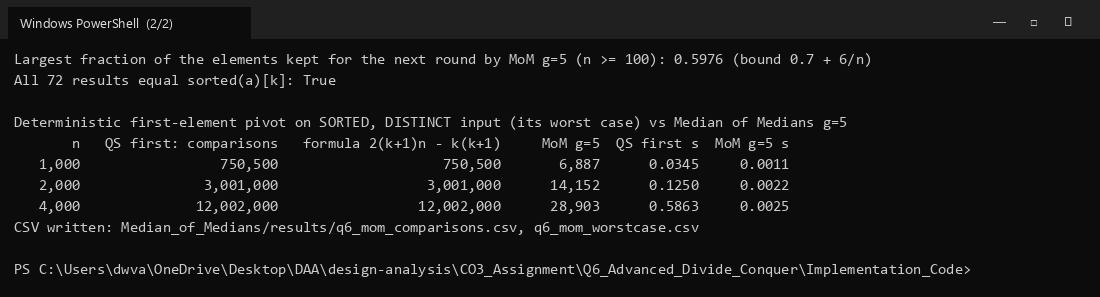 Windows PowerShell (2/2)
Largest fraction of the elements kept for the next round by MoM g=5 (n >= 100): 0.5976 (bound 0.7 + 6/n)
All 72 results equal sorted(a)[k]: True
Deterministic first-element pivot on SORTED, DISTINCT input (its worst case) vs Median of Medians g=5
n QS first: comparisons formula 2(k+1)n - k(k+1) MoM g=5 QS first s MoM g=5 s
1,000 750,500 750,500 6,887 0.0345 0.0011
2,000 3,001,000 3,001,000 14,152 0.1250 0.0022
4,000 12,002,000 12,002,000 28,903 0.5863 0.0025
CSV written: Median_of_Medians/results/q6_mom_comparisons.csv, q6_mom_worstcase.csv
PS C:\Users\dwva\OneDrive\Desktop\DAA\design-analysis\CO3_Assignment\Q6_Advanced_Divide_Conquer\Implementation_Code>